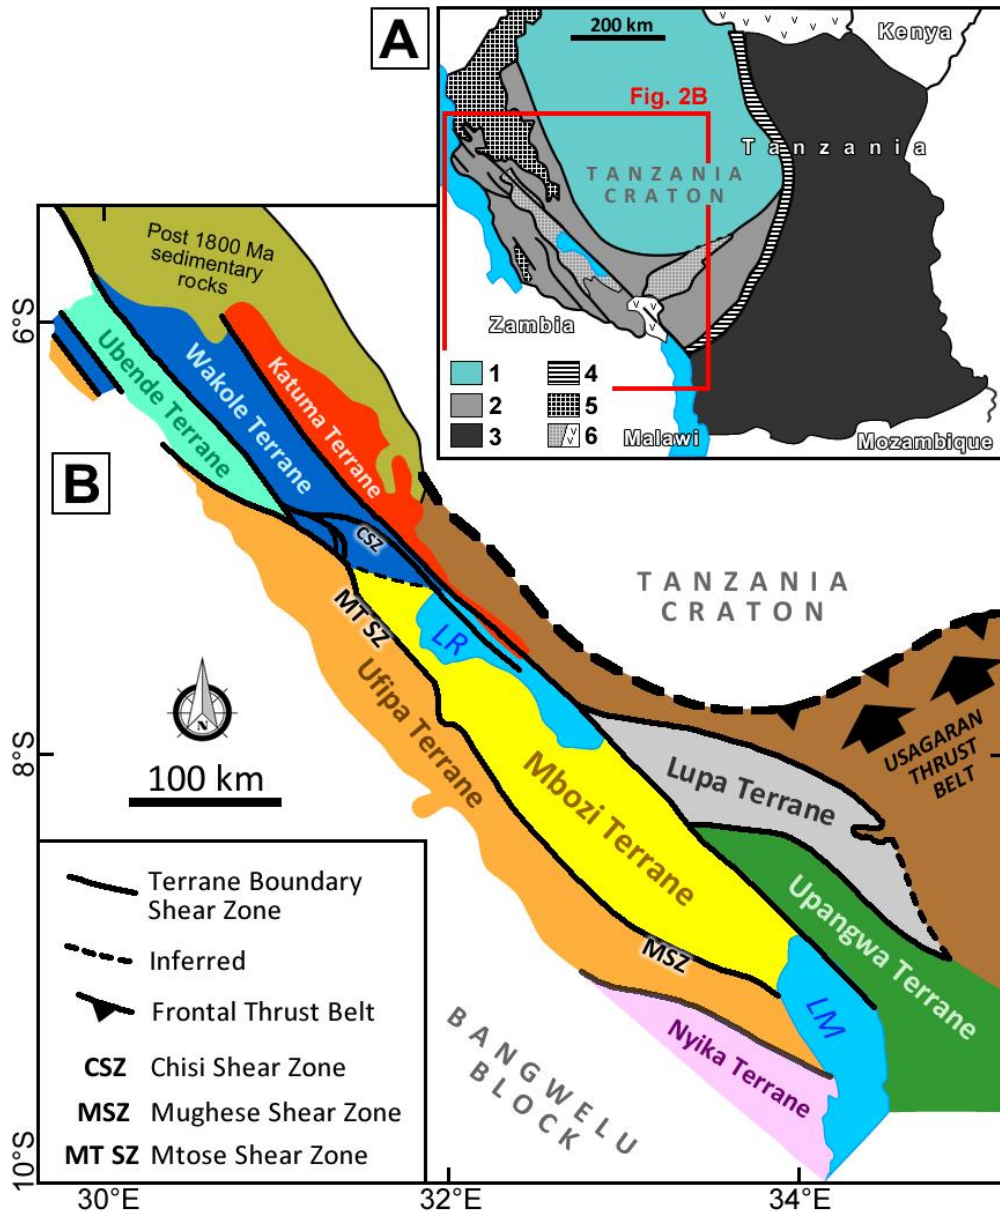 A
200 km
Kenya
Fig. 2B
Tanzania
TANZANIA
CRATON
Zambia
1
2
3
4
5
6
Malawi
Mozambique
v v v v v
v v
v
v
v
B
Post 1800 Ma
sedimentary
rocks
6°S
8°S
10°S
Ubende Terrane
Wakole Terrane
Katuma Terrane
CSZ
MT SZ
LR
TANZANIA
CRATON
Ufipa Terrane
Mbozi Terrane
Lupa Terrane
USAGARAN
THRUST
BELT
Upangwa Terrane
MSZ
LM
Nyika Terrane
BANGWELU
BLOCK
N
100 km
Terrane Boundary
Shear Zone
Inferred
Frontal Thrust Belt
CSZ Chisi Shear Zone
MSZ Mughese Shear Zone
MT SZ Mtose Shear Zone
30°E
32°E
34°E